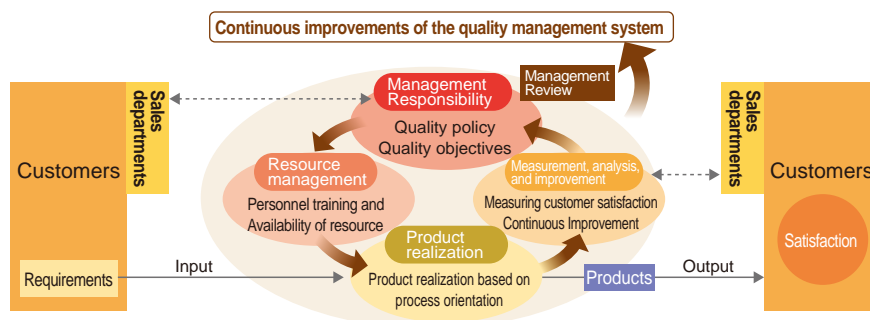 Continuous improvements of the quality management system
Management
Review
Management
Responsibility
Quality policy
Quality objectives
Sales
departments
Customers
Resource
management
Personnel training and
Availability of resource
Measurement, analysis,
and improvement
Measuring customer satisfaction
Continuous Improvement
Sales
departments
Customers
Satisfaction
Product
realization
Product realization based on
process orientation
Requirements
Input
Products
Output